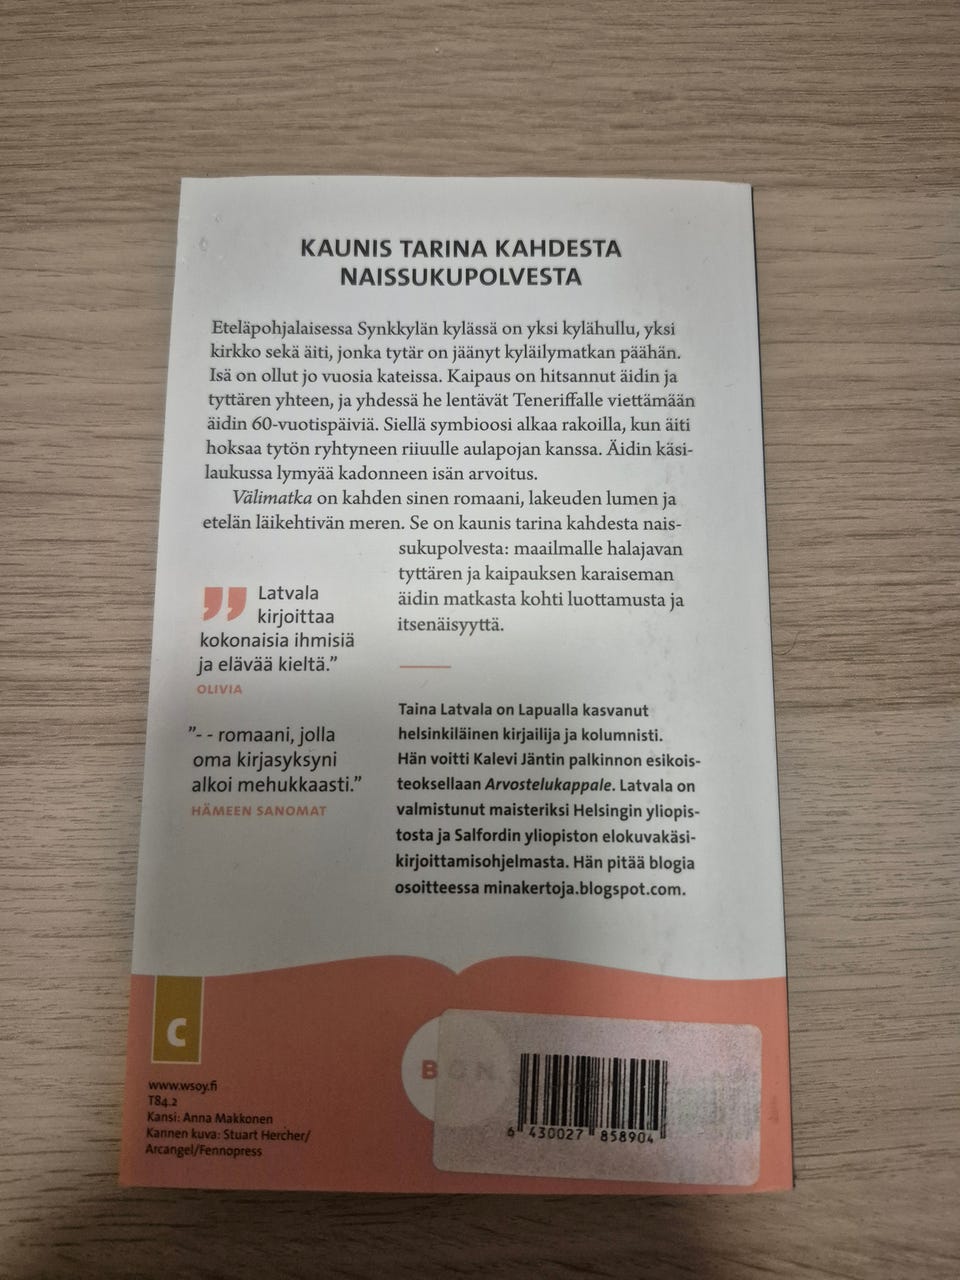 KAUNIS TARINA KAHDESTA
NAISSUKUPOLVESTA
Eteläpohjalaisessa Synkkylän kylässä on yksi kylähullu, yksi
kirkko sekä äiti, jonka tytär on jäänyt kyläilymatkan päähän.
Isä on ollut jo vuosia kateissa. Kaipaus on hitsannut äidin ja
tyttären yhteen, ja yhdessä he lentävät Teneriffalle viettämään
äidin 60-vuotispäiviä. Siellä symbioosi alkaa rakoilla, kun äiti
hoksaa tytön ryhtyneen riiuulle aulapojan kanssa. Äidin käsi-
laukussa lymyää kadonneen isän arvoitus.
Välimatka on kahden sinen romaani, lakeuden lumen ja
etelän läikehtivän meren. Se on kaunis tarina kahdesta nais-
sukupolvesta: maailmalle halajavan
tyttären ja kaipauksen karaiseman
äidin matkasta kohti luottamusta ja
itsenäisyyttä.
" Latvala
kirjoittaa
kokonaisia ihmisiä
ja elävää kieltä."
OLIVIA
"- - romaani, jolla
oma kirjasyksyni
alkoi mehukkaasti."
HÄMEEN SANOMAT
Taina Latvala on Lapualla kasvanut
helsinkiläinen kirjailija ja kolumnisti.
Hän voitti Kalevi Jäntin palkinnon esikois-
teoksellaan Arvostelukappale. Latvala on
valmistunut maisteriksi Helsingin yliopis-
tosta ja Salfordin yliopiston elokuvakäsi-
kirjoittamisohjelmasta. Hän pitää blogia
osoitteessa minakertoja.blogspot.com.
C
www.wsoy.fi
T84.2
Kansi: Anna Makkonen
Kannen kuva: Stuart Hercher/
Arcangel/Fennopress
BON
6 430027 858904